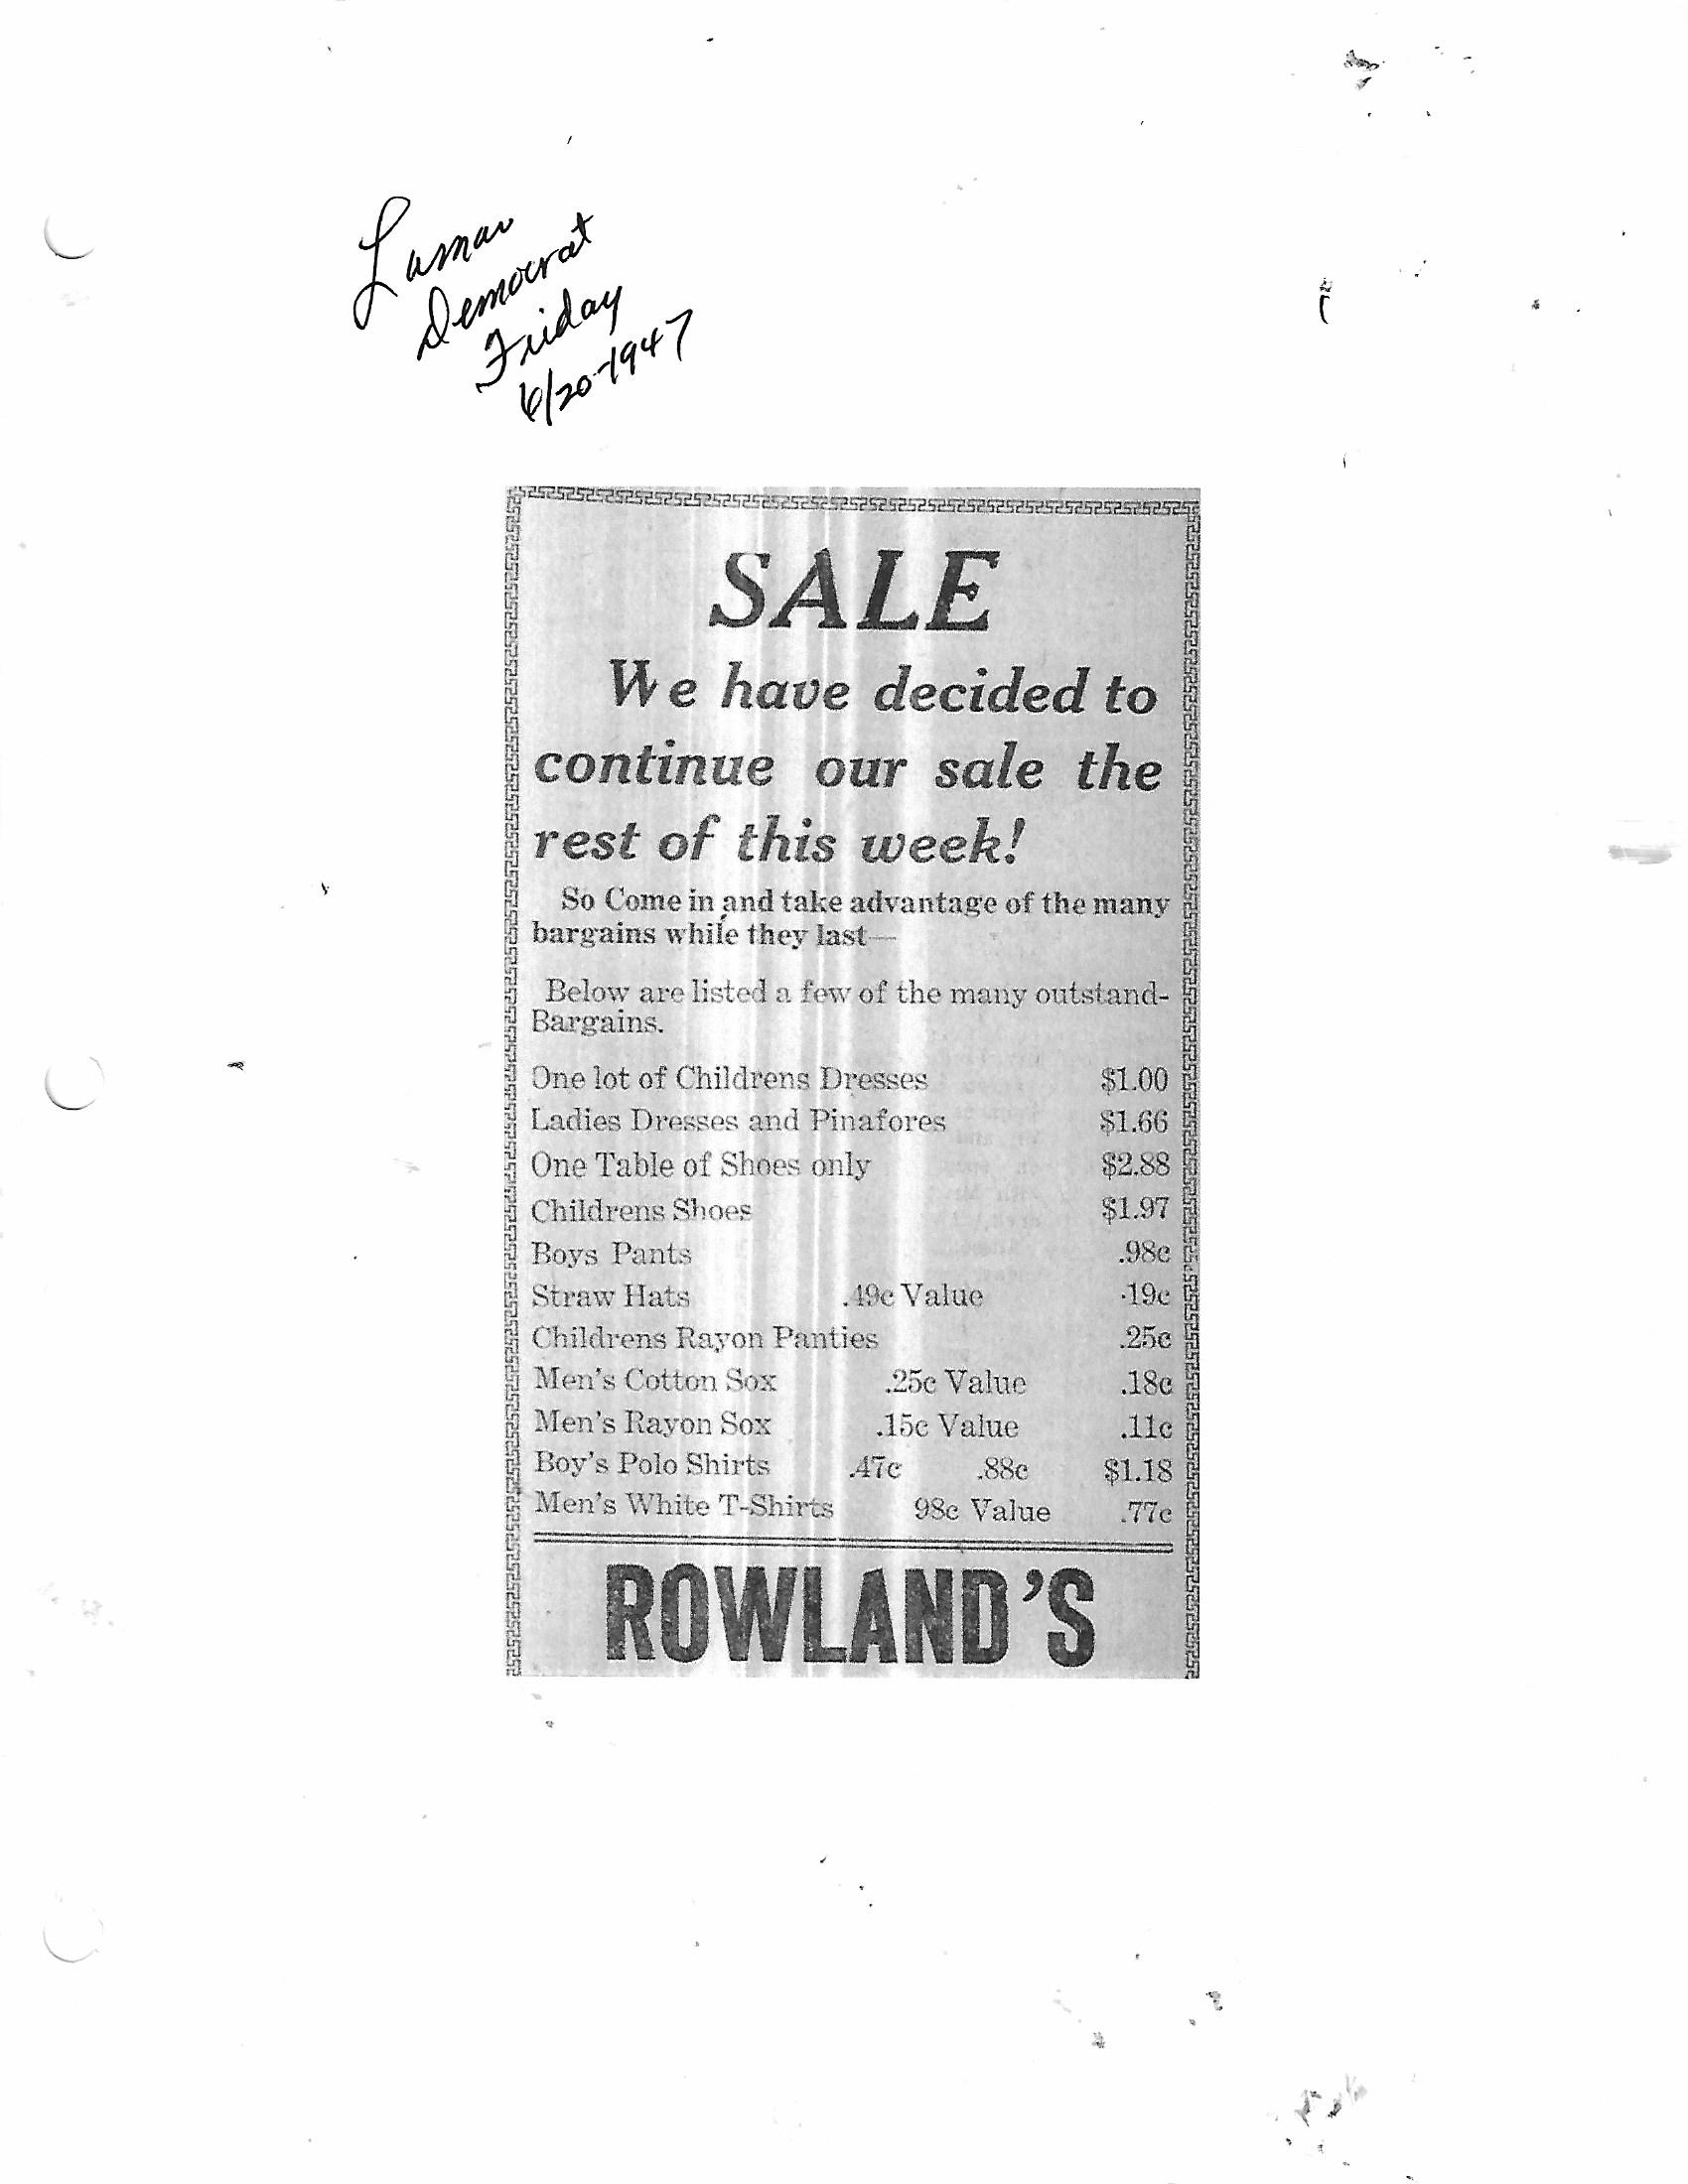 Lamar
Democrat
Friday
6/20-1947
SALE
We have decided to
continue our sale the
rest of this week!
So Come in and take advantage of the many
bargains while they last—
Below are listed a few of the many outstand-
Bargains.
One lot of Childrens Dresses $1.00
Ladies Dresses and Pinafores $1.66
One Table of Shoes only $2.88
Childrens Shoes $1.97
Boys Pants .98c
Straw Hats .49c Value .19c
Childrens Rayon Panties .25c
Men's Cotton Sox .25c Value .18c
Men's Rayon Sox .15c Value .11c
Boy's Polo Shirts .47c .88c $1.18
Men's White T-Shirts 98c Value .77c
ROWLAND'S